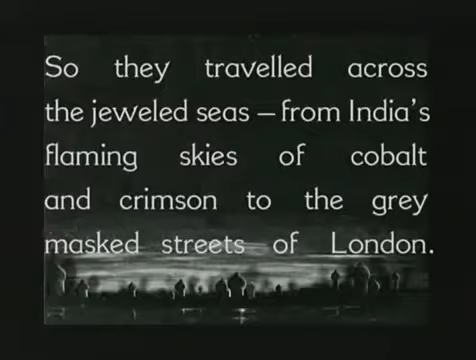 So they travelled across
the jeweled seas — from India's
flaming skies of cobalt
and crimson to the grey
masked streets of London.